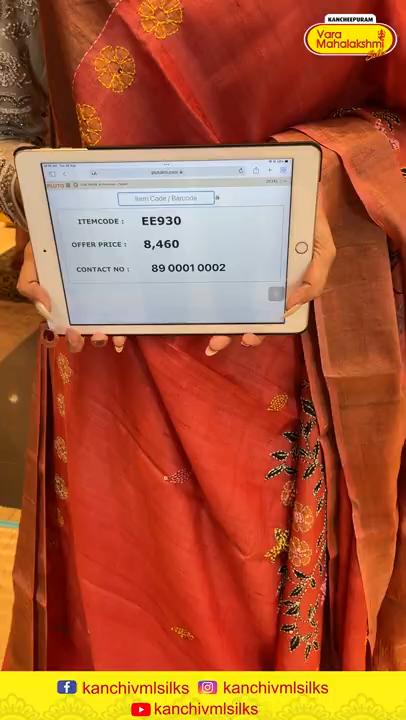 KANCHEEPURAM
Vara
Mahalakshmi
Item Code / Barcode
ITEMCODE : EE930
OFFER PRICE : 8,460
CONTACT NO : 89 0001 0002
kanchivmlsilks kanchivmlsilks
kanchivmlsilks